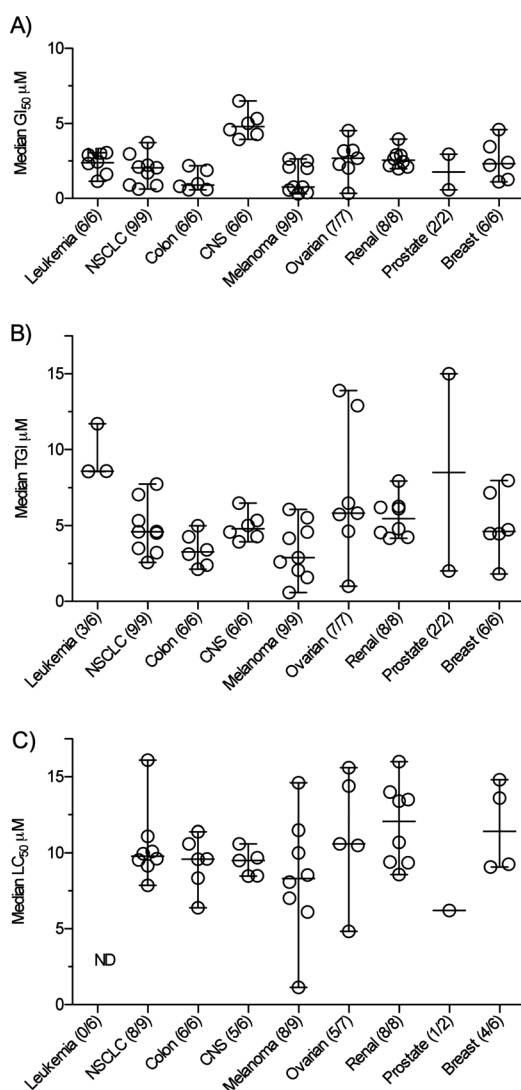 A)
Median GI50 μM
10
5
0
Leukemia (6/6)
NSCLC (9/9)
Colon (6/6)
CNS (6/6)
Melanoma (9/9)
Ovarian (7/7)
Renal (8/8)
Prostate (2/2)
Breast (6/6)
B)
Median TGI μM
15
10
5
0
Leukemia (3/6)
NSCLC (9/9)
Colon (6/6)
CNS (6/6)
Melanoma (9/9)
Ovarian (7/7)
Renal (8/8)
Prostate (2/2)
Breast (6/6)
C)
Median LC50 μM
15
10
5
0
ND
Leukemia (0/6)
NSCLC (8/9)
Colon (6/6)
CNS (5/6)
Melanoma (8/9)
Ovarian (5/7)
Renal (8/8)
Prostate (1/2)
Breast (4/6)